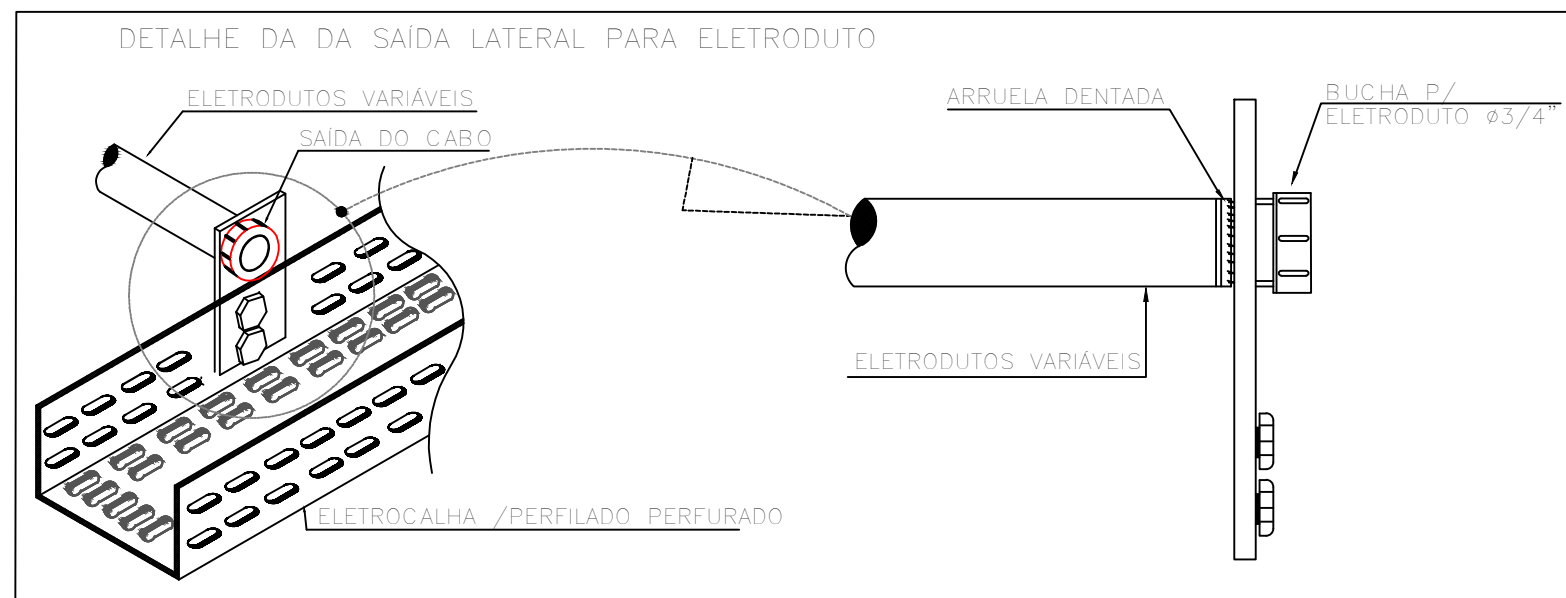 DETALHE DA DA SAÍDA LATERAL PARA ELETRODUTO
ELETRODUTOS VARIÁVEIS
SAÍDA DO CABO
ARRUELA DENTADA
BUCHA P/
ELETRODUTO ø3/4"
ELETRODUTOS VARIÁVEIS
ELETROCALHA /PERFILADO PERFURADO